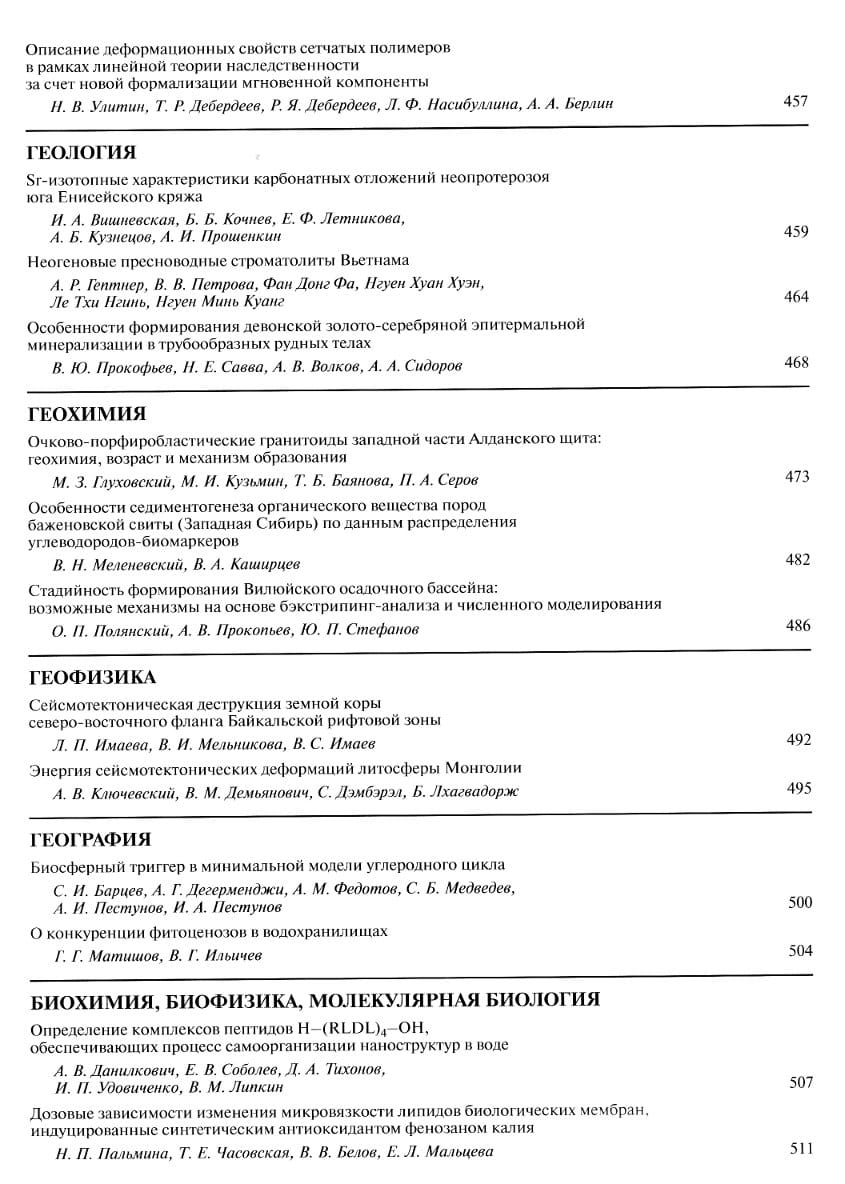 Описание деформационных свойств сетчатых полимеров
в рамках линейной теории наследственности
за счет новой формализации мгновенной компоненты
Н. В. Улитин, Т. Р. Дебердеев, Р. Я. Дебердеев, Л. Ф. Насибуллина, А. А. Берлин 457
ГЕОЛОГИЯ
Sr-изотопные характеристики карбонатных отложений неопротерозоя
юга Енисейского кряжа
И. А. Вишневская, Б. Б. Кочнев, Е. Ф. Летникова,
А. Б. Кузнецов, А. И. Прошенкин 459
Неогеновые пресноводные строматолиты Вьетнама
А. Р. Гептнер, В. В. Петрова, Фан Донг Фа, Нгуен Хуан Хуэн,
Ле Тхи Нгинь, Нгуен Минь Куанг 464
Особенности формирования девонской золото-серебряной эпитермальной
минерализации в трубообразных рудных телах
В. Ю. Прокофьев, Н. Е. Савва, А. В. Волков, А. А. Сидоров 468
ГЕОХИМИЯ
Очково-порфиробластические гранитоиды западной части Алданского щита:
геохимия, возраст и механизм образования
М. З. Глуховский, М. И. Кузьмин, Т. Б. Баянова, П. А. Серов 473
Особенности седиментогенеза органического вещества пород
баженовской свиты (Западная Сибирь) по данным распределения
углеводородов-биомаркеров
В. Н. Меленевский, В. А. Каширцев 482
Стадийность формирования Вилюйского осадочного бассейна:
возможные механизмы на основе бэкстрипинг-анализа и численного моделирования
О. П. Полянский, А. В. Прокопьев, Ю. П. Стефанов 486
ГЕОФИЗИКА
Сейсмотектоническая деструкция земной коры
северо-восточного фланга Байкальской рифтовой зоны
Л. П. Имаева, В. И. Мельникова, В. С. Имаев 492
Энергия сейсмотектонических деформаций литосферы Монголии
А. В. Ключевский, В. М. Демьянович, С. Дэмбэрэл, Б. Лхагвадорж 495
ГЕОГРАФИЯ
Биосферный триггер в минимальной модели углеродного цикла
С. И. Барцев, А. Г. Дегерменджи, А. М. Федотов, С. Б. Медведев,
А. И. Пестунов, И. А. Пестунов 500
О конкуренции фитоценозов в водохранилищах
Г. Г. Матишов, В. Г. Ильичев 504
БИОХИМИЯ, БИОФИЗИКА, МОЛЕКУЛЯРНАЯ БИОЛОГИЯ
Определение комплексов пептидов H–(RLDL)₄–OH,
обеспечивающих процесс самоорганизации наноструктур в воде
А. В. Данилкович, Е. В. Соболев, Д. А. Тихонов,
И. П. Удовиченко, В. М. Липкин 507
Дозовые зависимости изменения микровязкости липидов биологических мембран,
индуцированные синтетическим антиоксидантом фенозаном калия
Н. П. Пальмина, Т. Е. Часовская, В. В. Белов, Е. Л. Мальцева 511